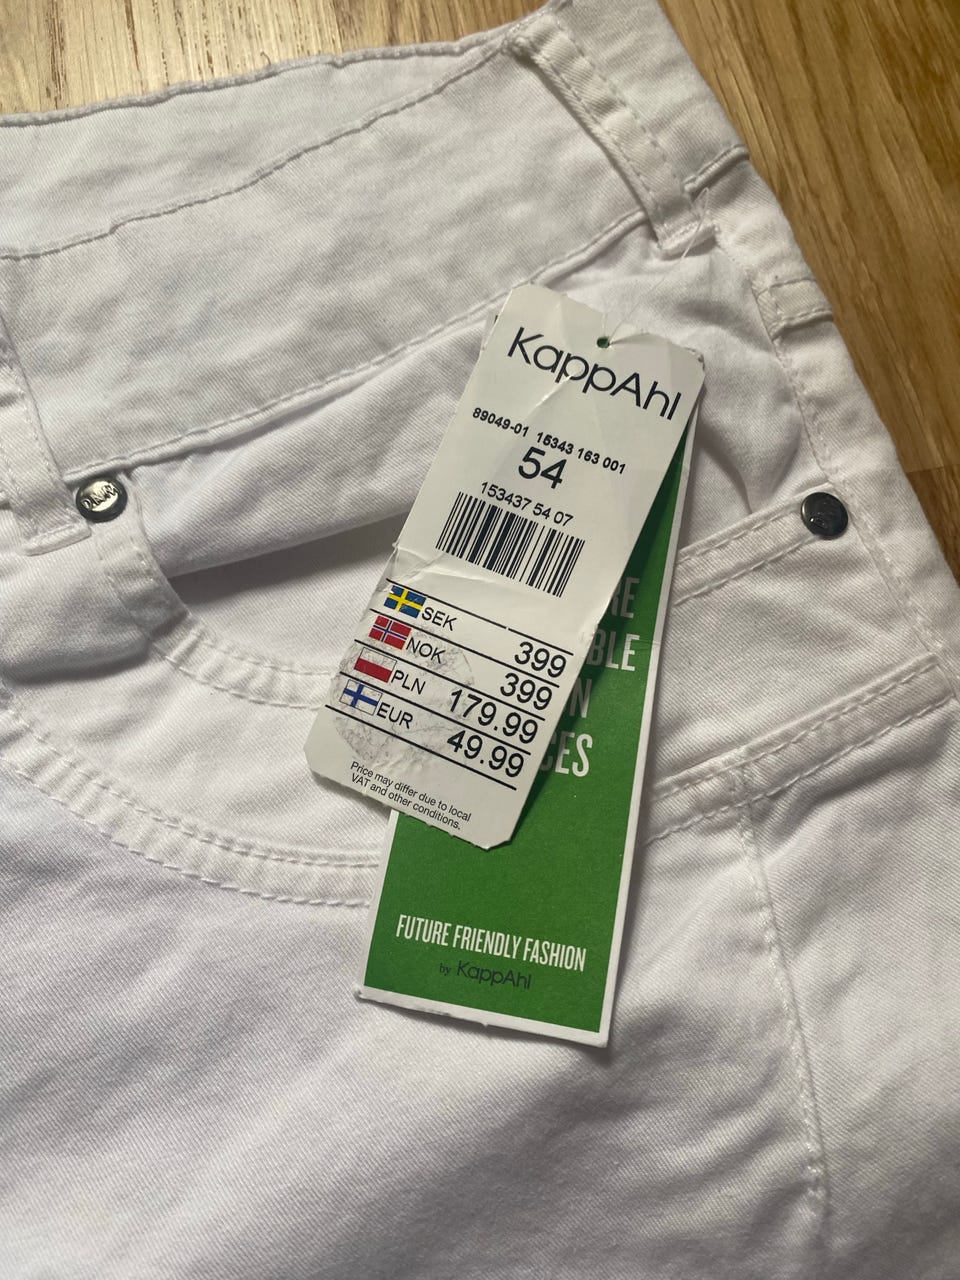 KappAhl
89049-01 15343 163 001
54
153437 54 07
SEK 399
NOK 399
PLN 179.99
EUR 49.99
Price may differ due to local
VAT and other conditions.
FUTURE FRIENDLY FASHION
by KappAhl